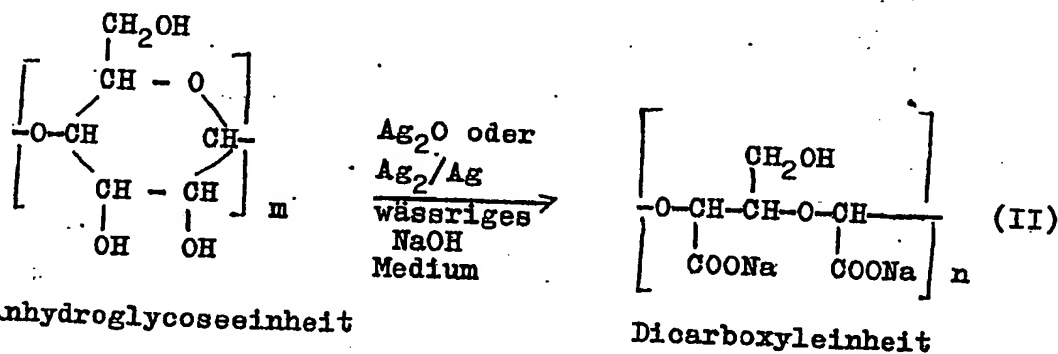 CH2OH
CH - O
-O-CH CH-
CH - CH
m
OH OH
nhydroglycoseeinheit
Ag2O oder
Ag2/Ag
wässriges
NaOH
Medium
CH2OH
-O-CH-CH-O-CH-
COONa COONa
n
(II)
Dicarboxyleinheit